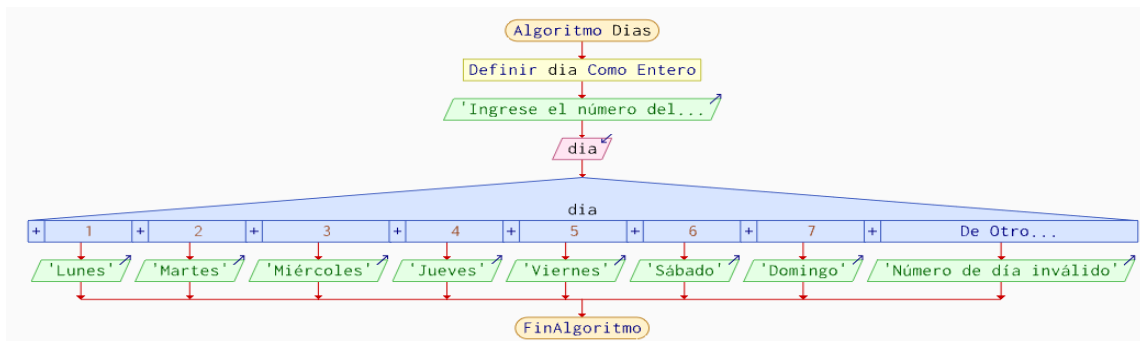 Algoritmo Dias
Definir dia Como Entero
'Ingrese el número del...
dia
dia
+ 1 + 2 + 3 + 4 + 5 + 6 + 7 + De Otro...
'Lunes' 'Martes' 'Miércoles' 'Jueves' 'Viernes' 'Sábado' 'Domingo' 'Número de día inválido'
FinAlgoritmo